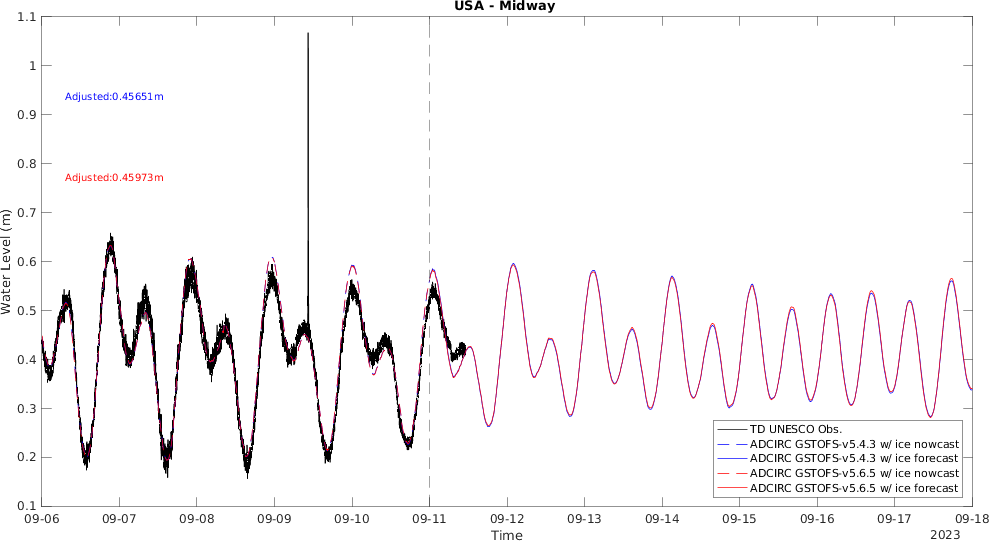 USA - Midway
1.1
1
0.9
0.8
0.7
0.6
0.5
0.4
0.3
0.2
0.1
Water Level (m)
Adjusted:0.45651m
Adjusted:0.45973m
TD UNESCO Obs.
ADCIRC GSTOFS-v5.4.3 w/ ice nowcast
ADCIRC GSTOFS-v5.4.3 w/ ice forecast
ADCIRC GSTOFS-v5.6.5 w/ ice nowcast
ADCIRC GSTOFS-v5.6.5 w/ ice forecast
09-06 09-07 09-08 09-09 09-10 09-11 09-12 09-13 09-14 09-15 09-16 09-17 09-18
Time
2023